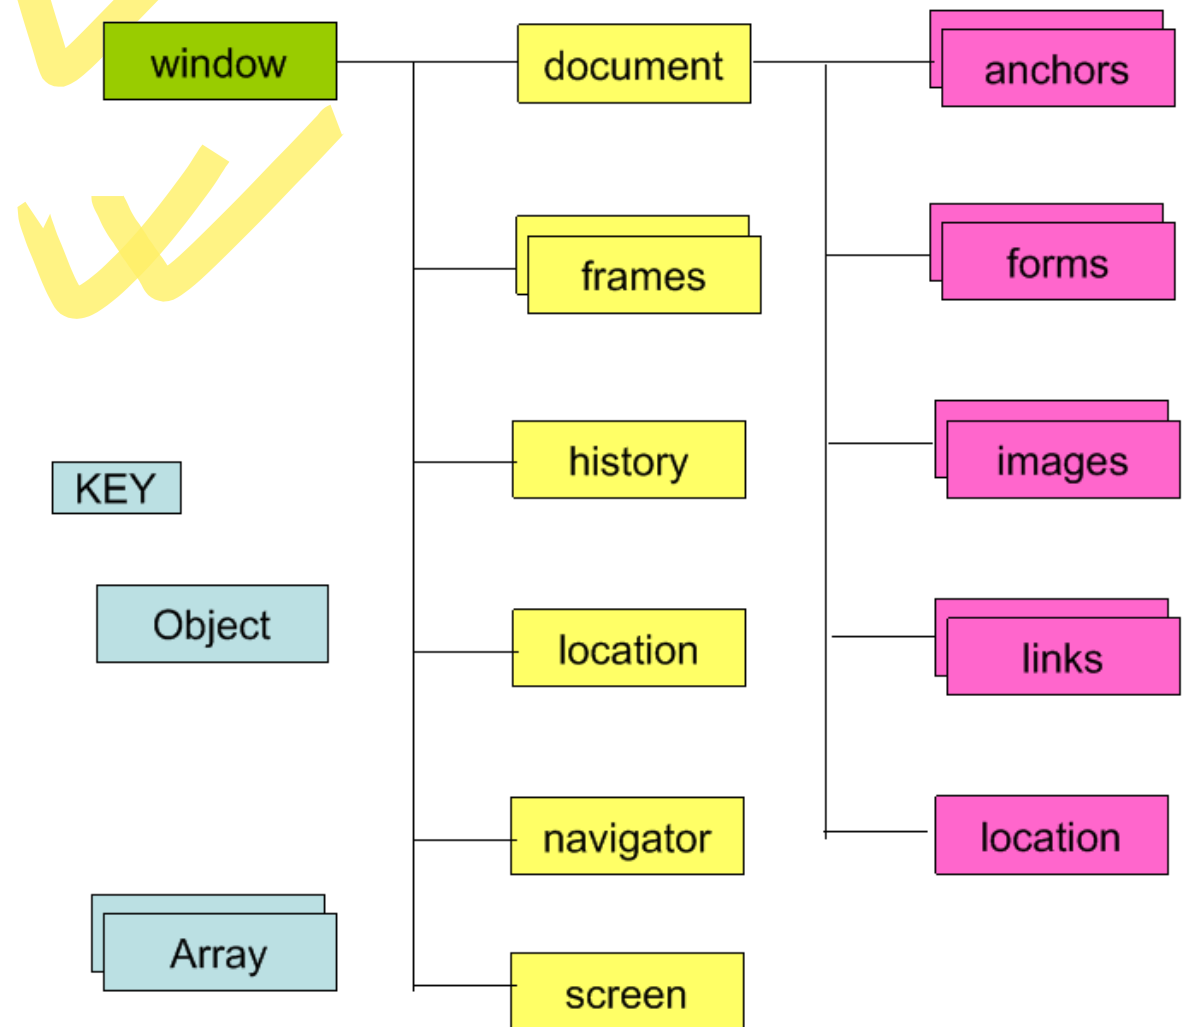 window
document
anchors
frames
forms
history
images
KEY
Object
location
links
navigator
location
Array
screen